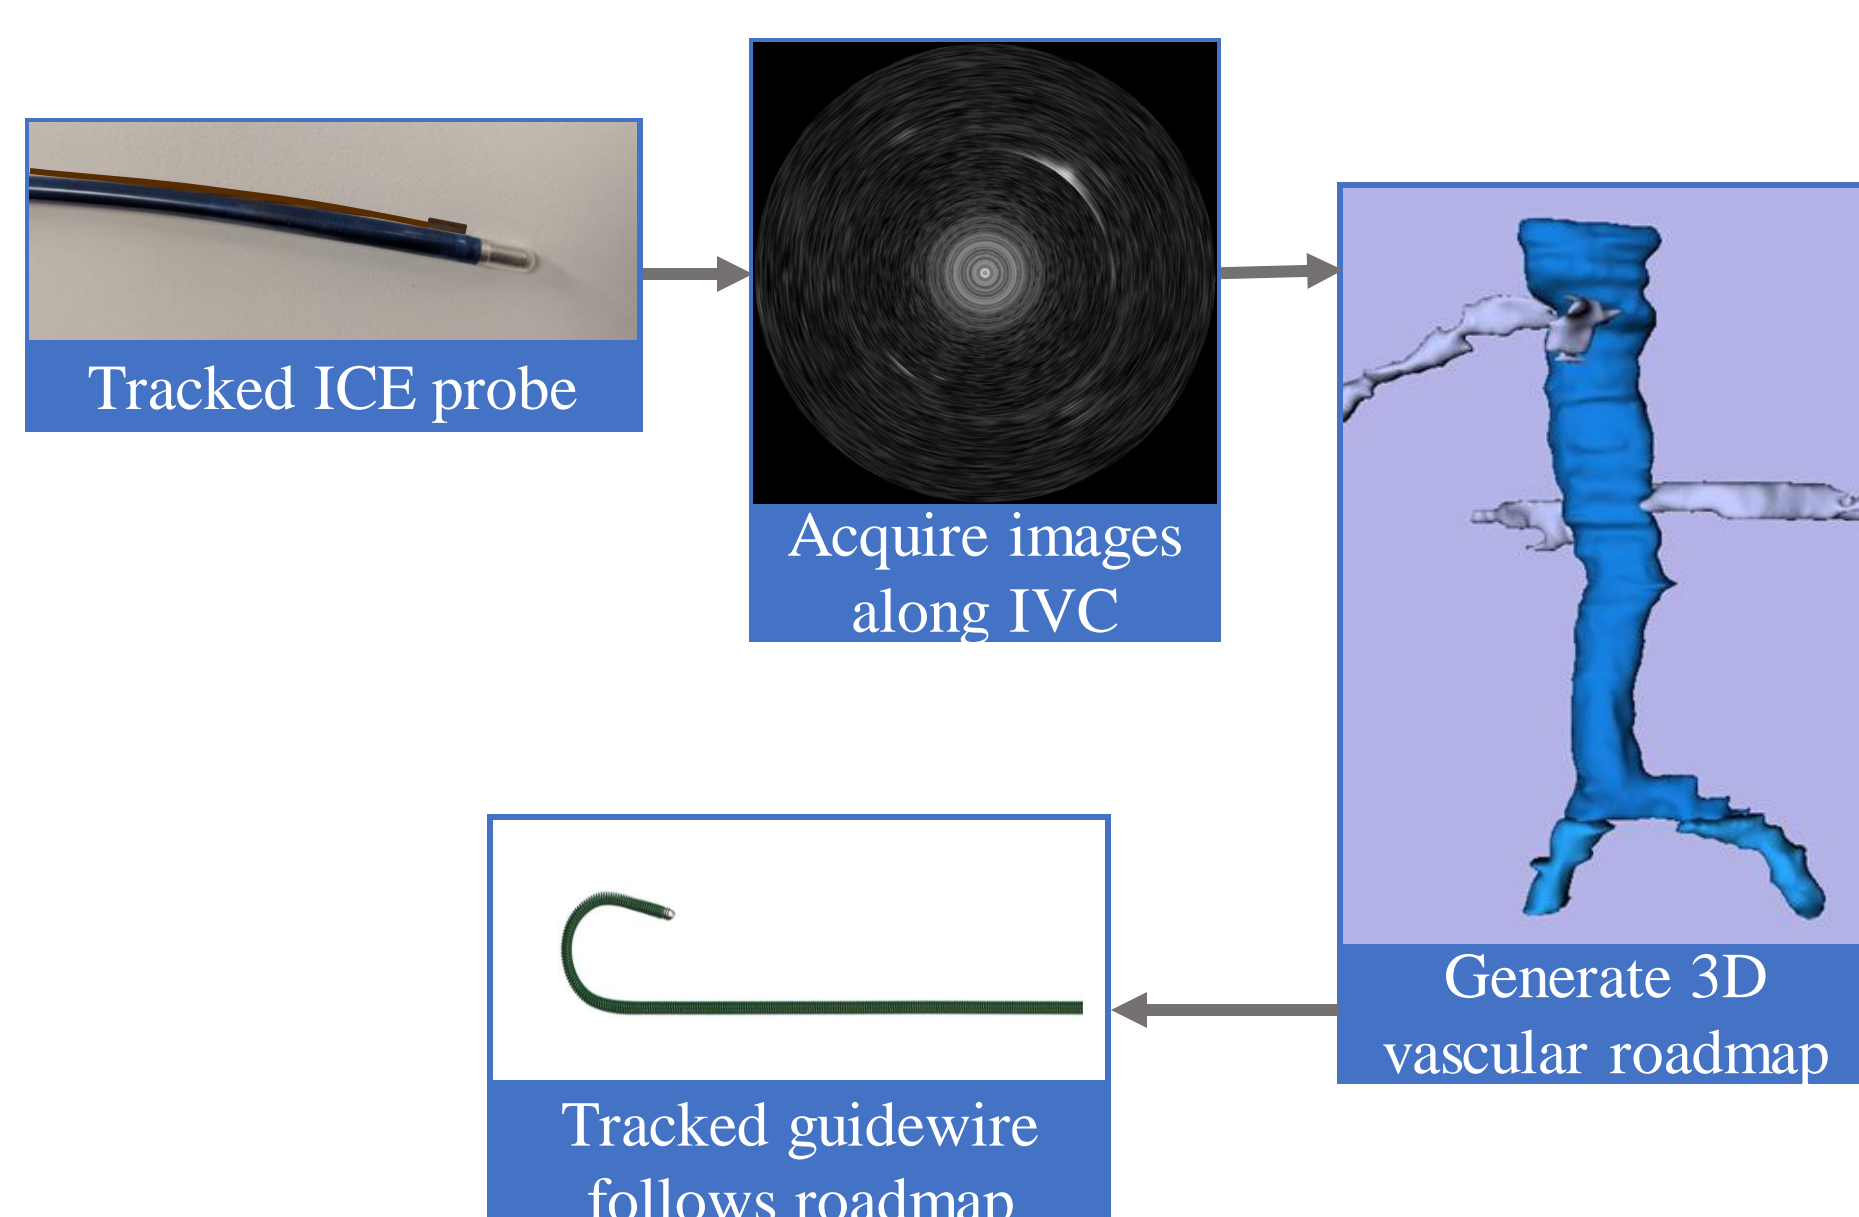 Tracked ICE probe
Acquire images
along IVC
Generate 3D
vascular roadmap
Tracked guidewire
follows roadmap